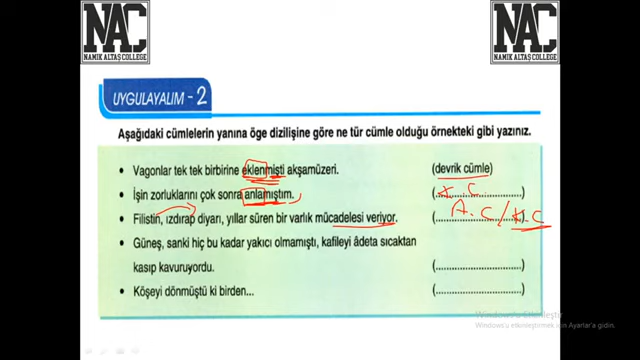 NAC NAC
NAMIK ALTAŞ COLLEGE NAMIK ALTAŞ COLLEGE
UYGULAYALIM - 2
Aşağıdaki cümlelerin yanına öge dizilişine göre ne tür cümle olduğu örnekteki gibi yazınız.
• Vagonlar tek tek birbirine eklenmişti akşamüzeri. (devrik cümle)
• İşin zorluklarını çok sonra anlamıştım. (....K.C....)
• Filistin, ızdırap diyarı, yıllar süren bir varlık mücadelesi veriyor. (....A.C/K.C....)
• Güneş, sanki hiç bu kadar yakıcı olmamıştı, kafileyi âdeta sıcaktan
kasıp kavuruyordu. (........................)
• Köşeyi dönmüştü ki birden... (........................)
Windows'u Etkinleştir
Windows'u etkinleştirmek için Ayarlar'a gidin.